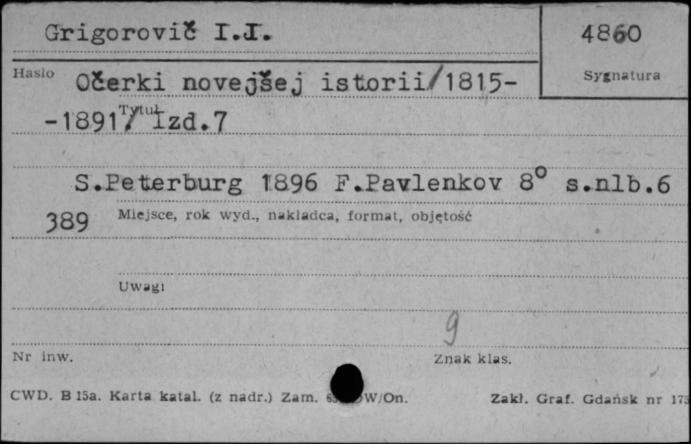 Grigorovič I.I.
4860
Hasło
Sygnatura
Očerki novejšej istorii/1815-
Tytuł
-1891/ Izd.7
S.Peterburg 1896 F.Pavlenkov 8° s.nlb.6
389
Miejsce, rok wyd., nakładca, format, objętość
Uwagi
9
Nr inw.
Znak klas.
CWD. B 15a. Karta katal. (z nadr.) Zam. W/On.
Zakł. Graf. Gdańsk nr 175